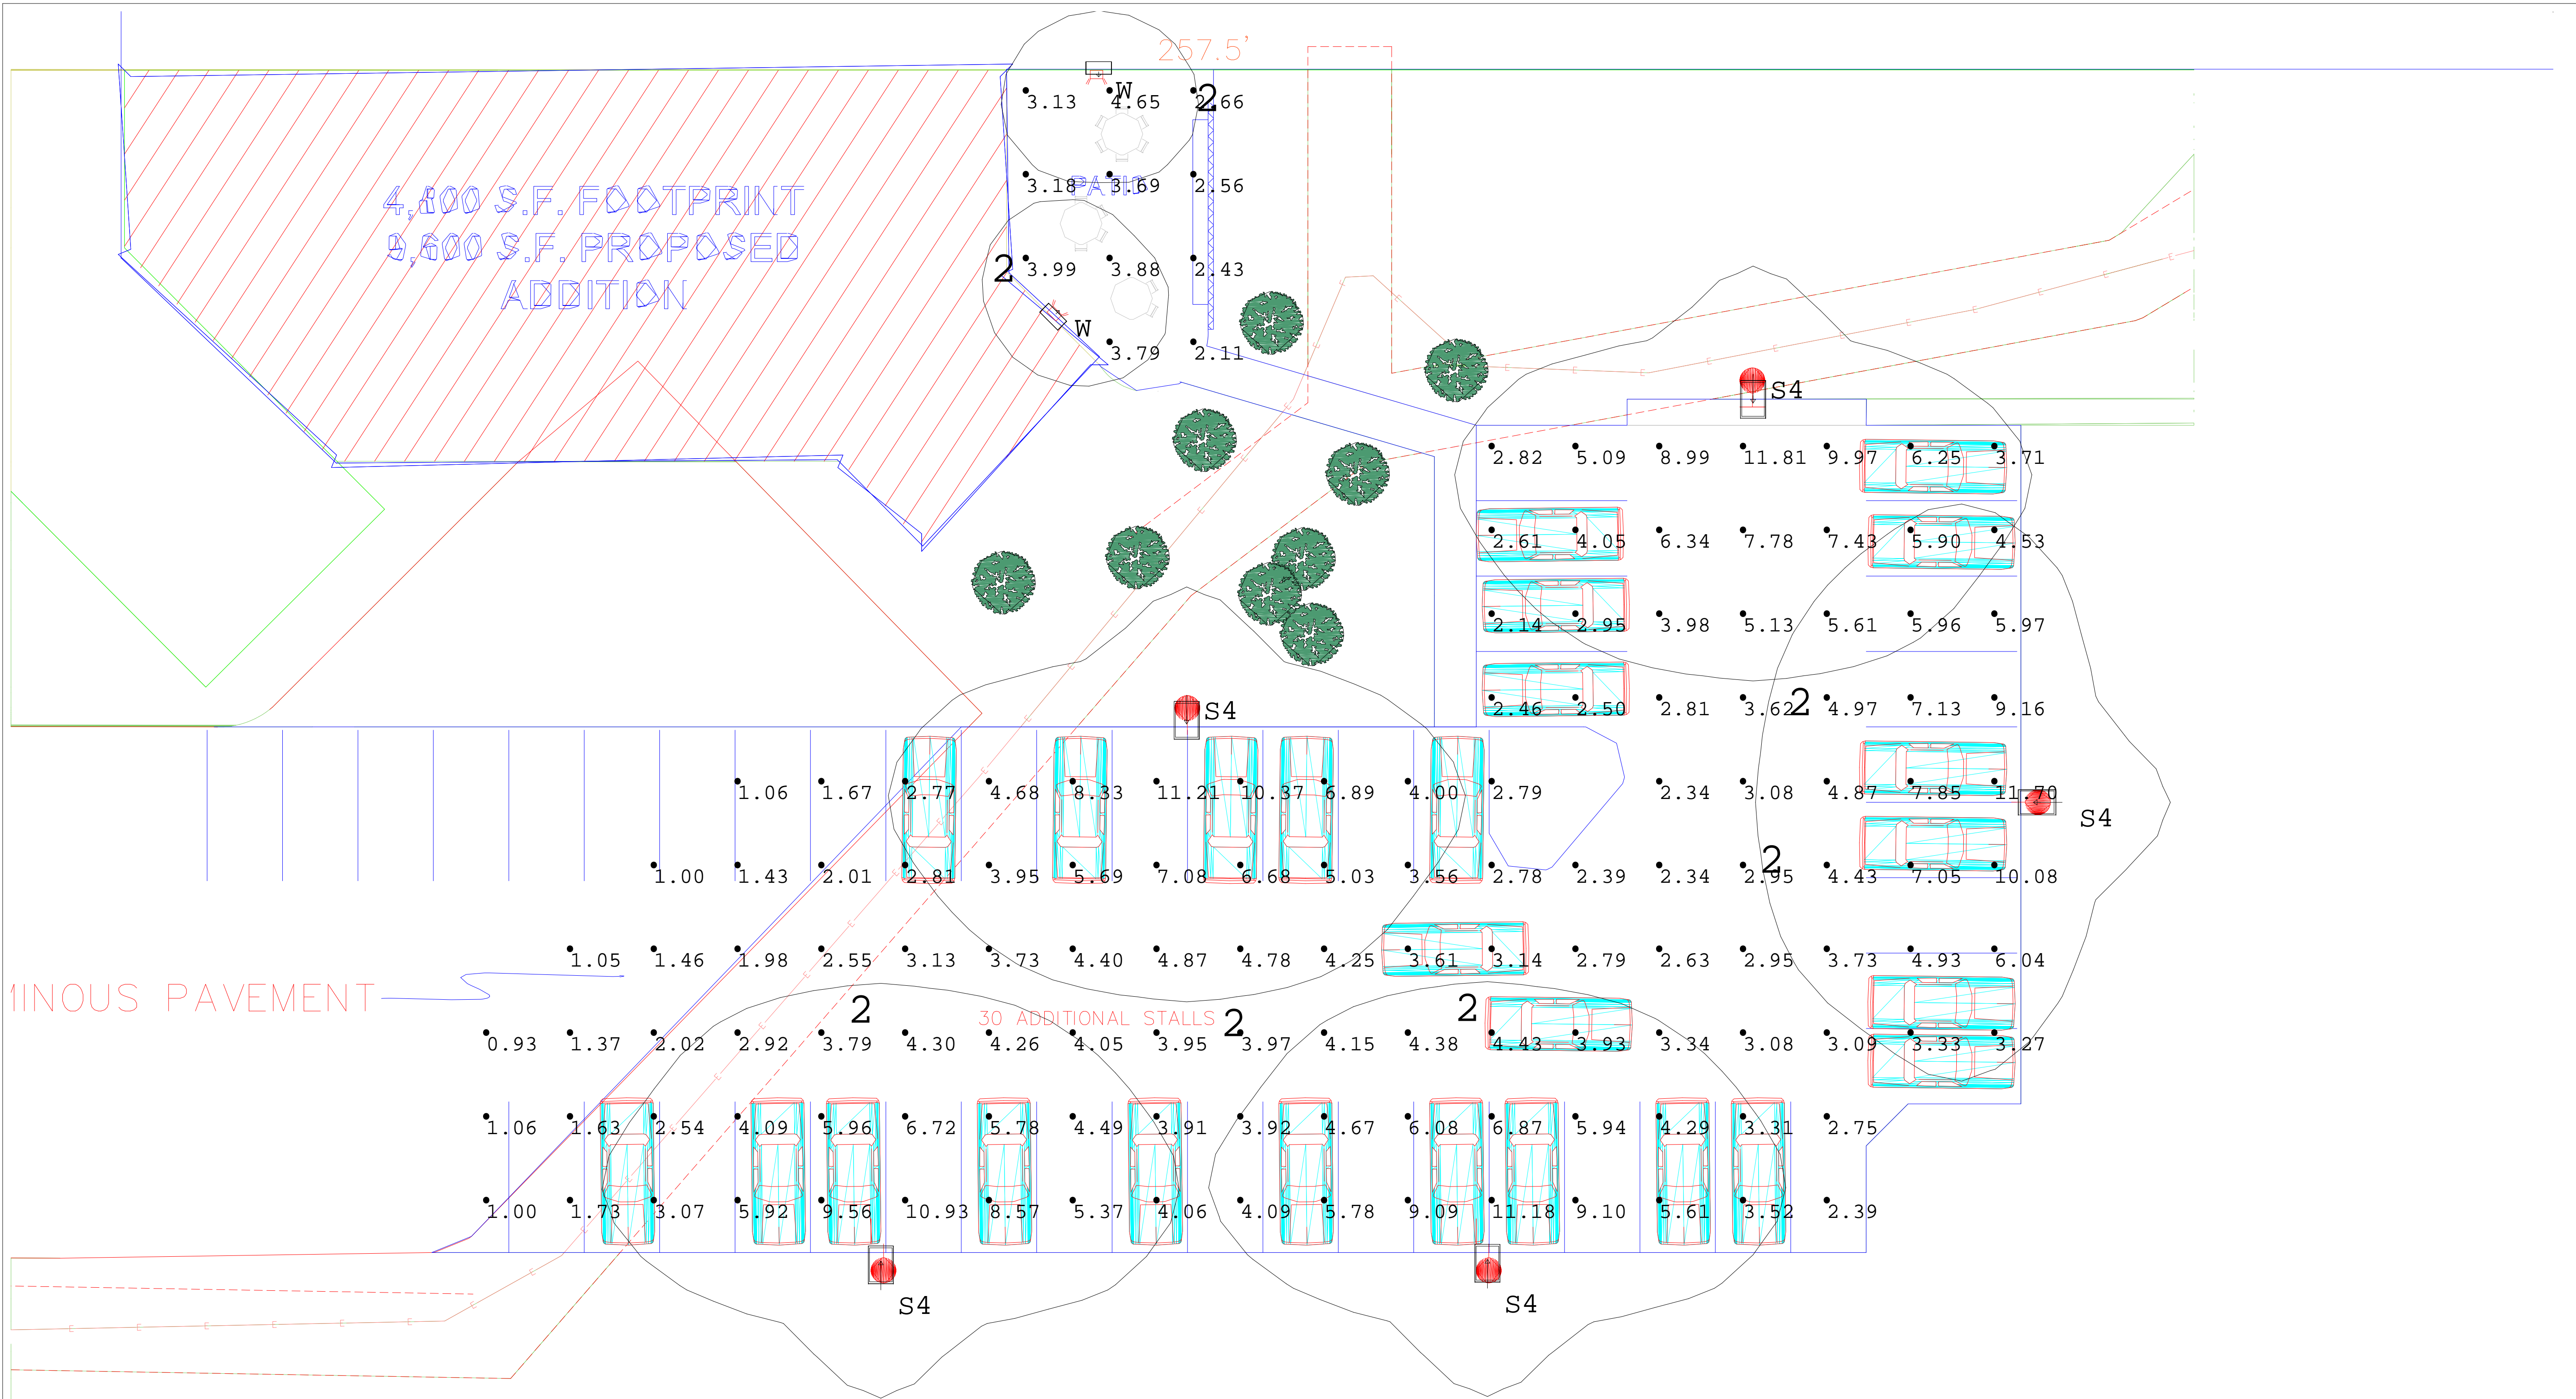 257.5'
W
3.13 4.65 2.66
2
4,800 S.F. FOOTPRINT
9,600 S.F. PROPOSED
ADDITION
PATIO
3.18 3.69 2.56
2
3.99 3.88 2.43
W
3.79 2.11
S4
2.82 5.09 8.99 11.81 9.97 6.25 3.71
2.61 4.05 6.34 7.78 7.43 5.90 4.53
2.14 2.95 3.98 5.13 5.61 5.96 5.97
S4
2.46 2.50 2.81 3.62 2 4.97 7.13 9.16
1.06 1.67 2.77 4.68 8.33 11.21 10.37 6.89 4.00 2.79 2.34 3.08 4.87 7.85 11.70
S4
2
1.00 1.43 2.01 2.81 3.95 5.69 7.08 6.68 5.03 3.56 2.78 2.39 2.34 2.95 4.43 7.05 10.08
1.05 1.46 1.98 2.55 3.13 3.73 4.40 4.87 4.78 4.25 3.61 3.14 2.79 2.63 2.95 3.73 4.93 6.04
MINOUS PAVEMENT
2 30 ADDITIONAL STALLS 2 2
0.93 1.37 2.02 2.92 3.79 4.30 4.26 4.05 3.95 3.97 4.15 4.38 4.43 3.93 3.34 3.08 3.09 3.33 3.27
1.06 1.63 2.54 4.09 5.96 6.72 5.78 4.49 3.91 3.92 4.67 6.08 6.87 5.94 4.29 3.31 2.75
1.00 1.73 3.07 5.92 9.56 10.93 8.57 5.37 4.06 4.09 5.78 9.09 11.18 9.10 5.61 3.52 2.39
S4 S4
E E E E E E